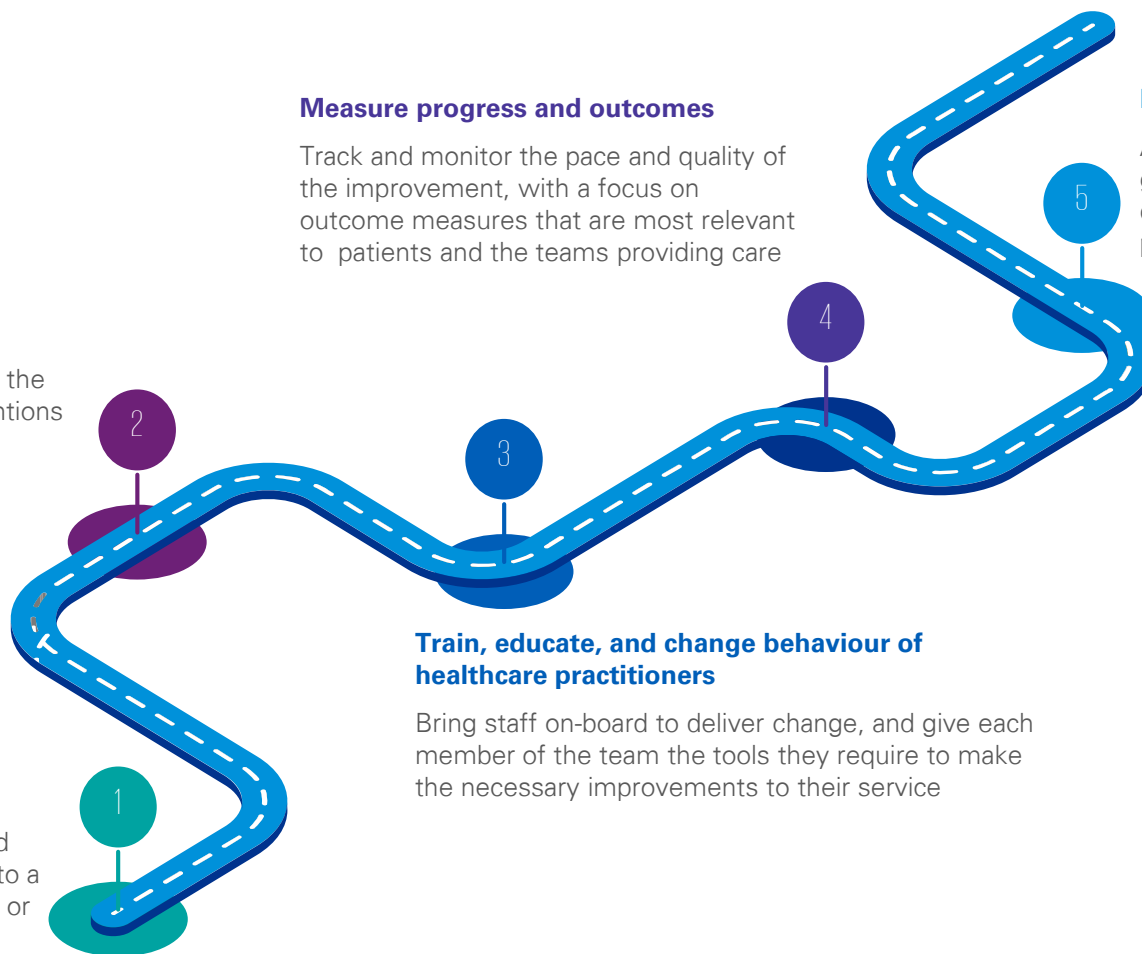 Measure progress and outcomes
Track and monitor the pace and quality of
the improvement, with a focus on
outcome measures that are most relevant
to patients and the teams providing care
5
4
the
2
3
Train, educate, and change behaviour of
healthcare practitioners
Bring staff on-board to deliver change, and give each
member of the team the tools they require to make
the necessary improvements to their service
1
to a
or